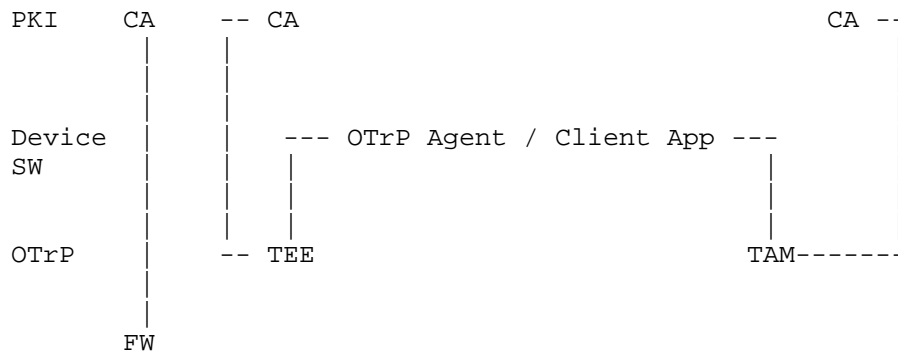 PKI CA -- CA CA --
Device --- OTrP Agent / Client App ---
SW
OTrP -- TEE TAM-------
FW